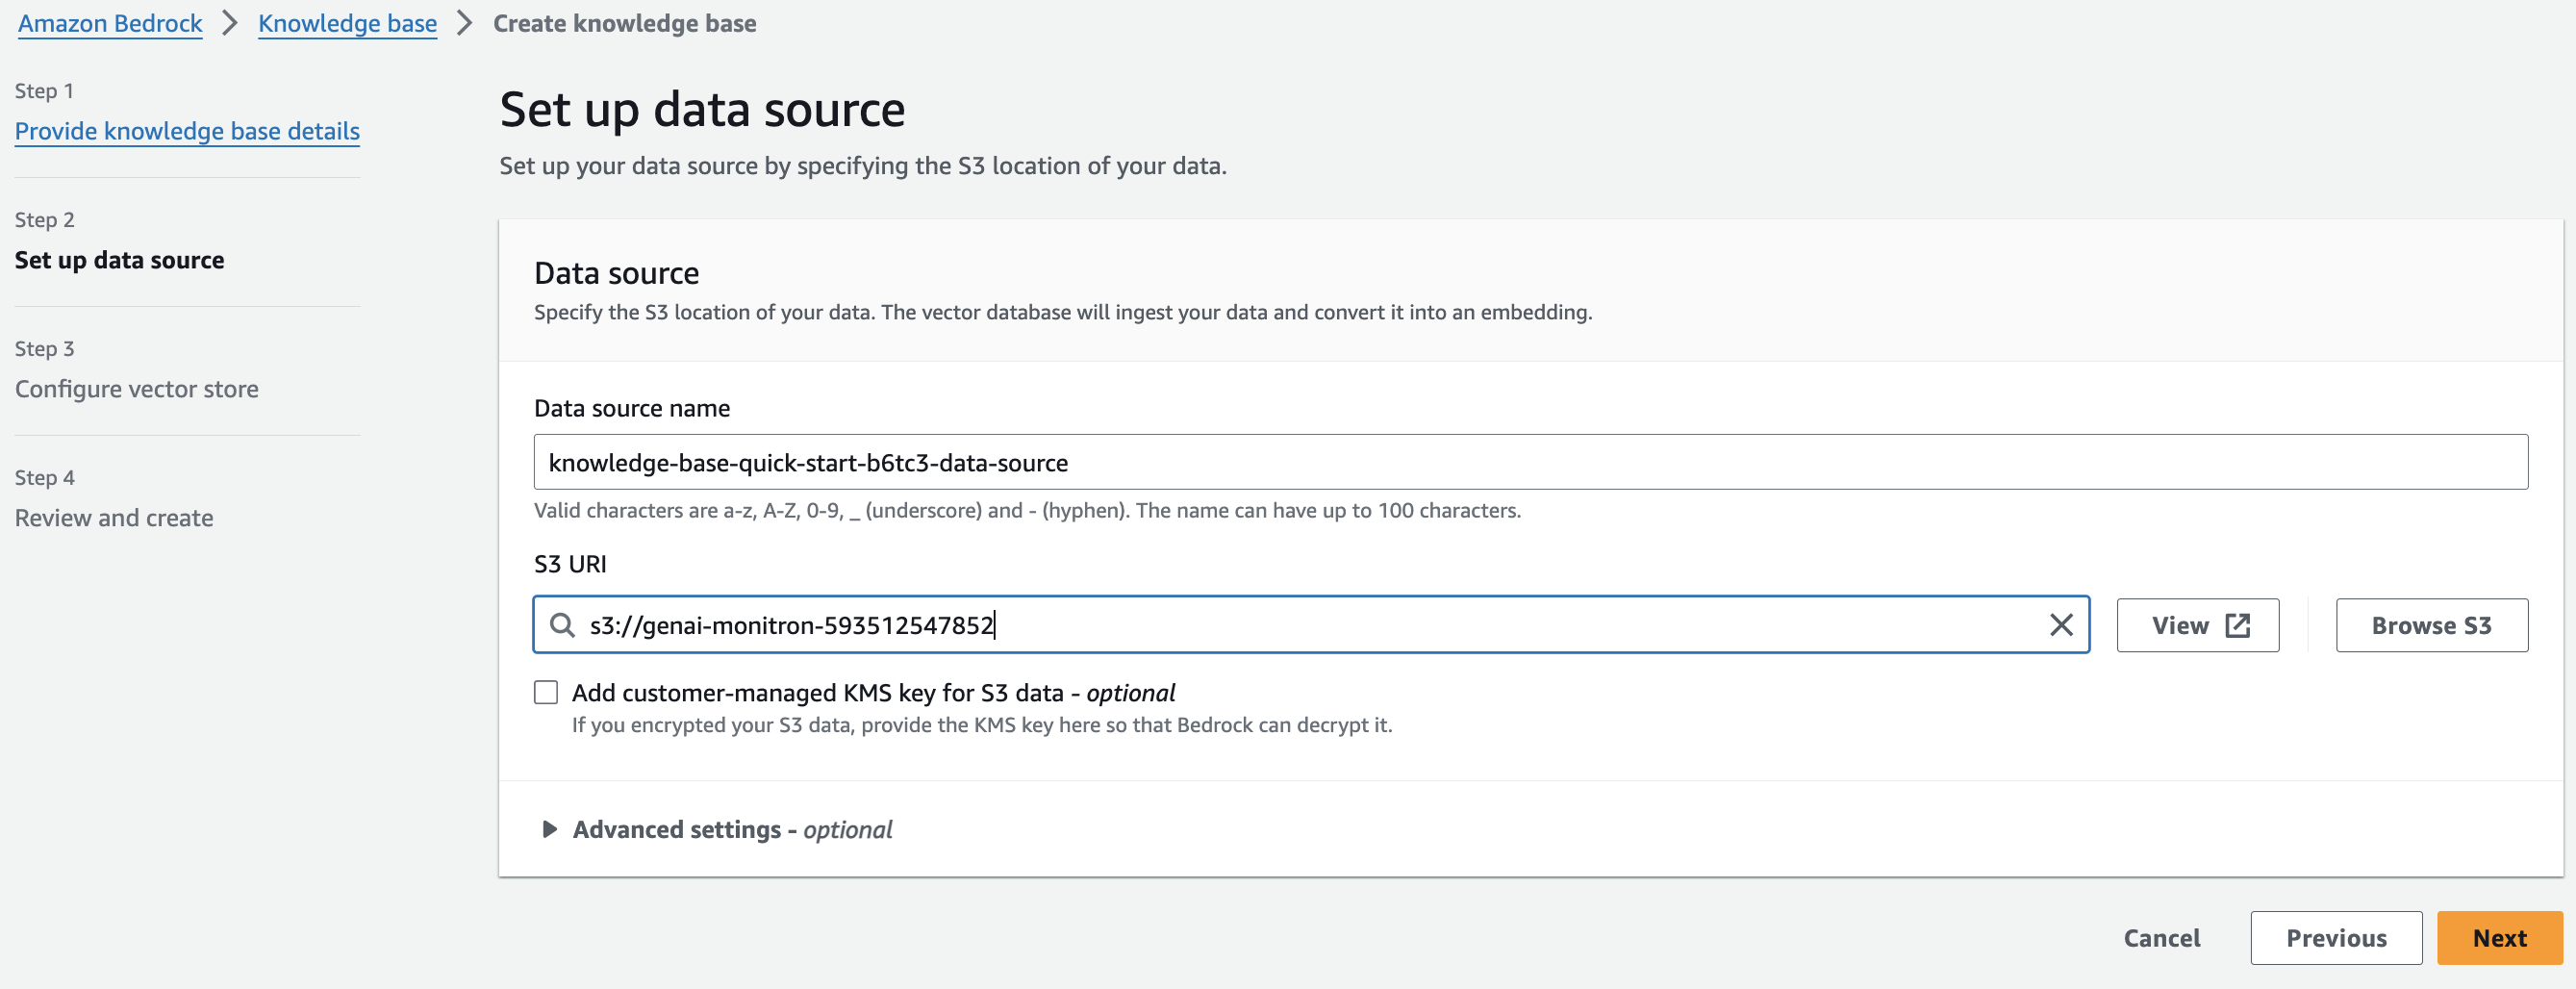 Amazon Bedrock > Knowledge base > Create knowledge base
Step 1
Provide knowledge base details
Step 2
Set up data source
Step 3
Configure vector store
Step 4
Review and create
Set up data source
Set up your data source by specifying the S3 location of your data.
Data source
Specify the S3 location of your data. The vector database will ingest your data and convert it into an embedding.
Data source name
knowledge-base-quick-start-b6tc3-data-source
Valid characters are a-z, A-Z, 0-9, _ (underscore) and - (hyphen). The name can have up to 100 characters.
S3 URI
s3://genai-monitron-593512547852
View
Browse S3
Add customer-managed KMS key for S3 data - optional
If you encrypted your S3 data, provide the KMS key here so that Bedrock can decrypt it.
Advanced settings - optional
Cancel
Previous
Next